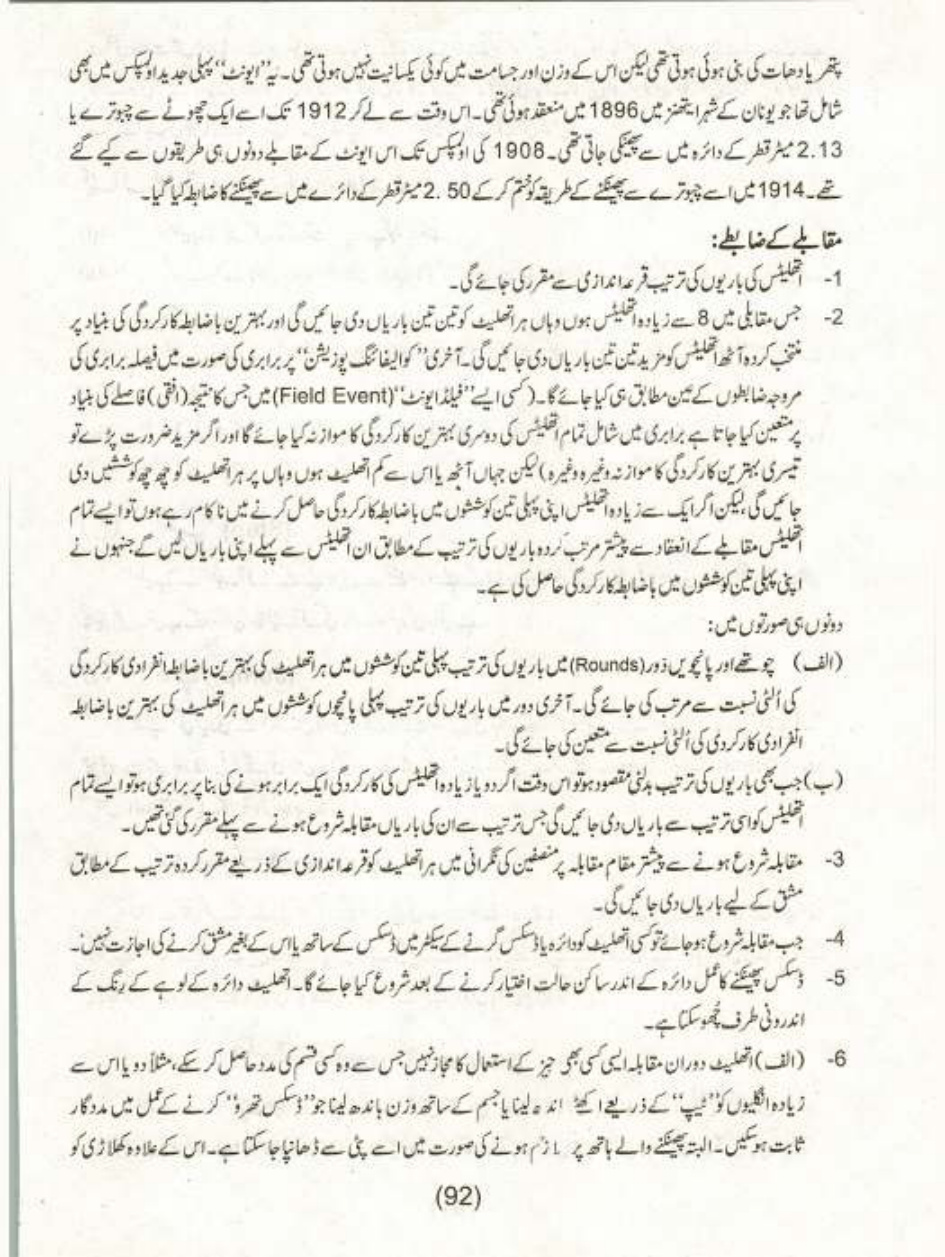 پتھر یا دھات کی بنی ہوئی ہوتی تھی لیکن اس کے وزن اور جسامت میں کوئی یکسانیت نہیں ہوتی تھی۔ یہ ''ایونٹ'' پہلی جدید اولمپکس میں بھی
شامل تھا جو یونان کے شہر ایتھنز میں 1896 میں منعقد ہوئی تھی۔ اس وقت سے لے کر 1912 تک اسے ایک چھوٹے سے چبوترے یا
2.13 میٹر قطر کے دائرہ میں سے پھینکی جاتی تھی۔ 1908 کی اولمپکس تک اس ایونٹ کے مقابلے دونوں ہی طریقوں سے کیے گئے
تھے۔ 1914 میں اسے چبوترے سے پھینکنے کے طریقہ کو ختم کر کے 50 .2 میٹر قطر کے دائرے میں سے پھینکنے کا ضابطہ کیا گیا۔
مقابلے کے ضابطے:
1- اتھلیٹس کی باریوں کی ترتیب قرعہ اندازی سے مقرر کی جائے گی۔
2- جس مقابلی میں 8 سے زیادہ اتھلیٹس ہوں وہاں ہر اتھلیٹ کو تین تین باریاں دی جائیں گی اور بہترین باضابطہ کارکردگی کی بنیاد پر
منتخب کردہ آٹھ اتھلیٹس کو مزید تین تین باریاں دی جائیں گی۔ آخری ''کوالیفائنگ پوزیشن'' پر برابری کی صورت میں فیصلہ برابری کی
مروجہ ضابطوں کے عین مطابق ہی کیا جائے گا۔ (کسی ایسے ''فیلڈ ایونٹ'' (Field Event) میں جس کا نتیجہ (افقی) فاصلے کی بنیاد
پر متعین کیا جاتا ہے برابری میں شامل تمام اتھلیٹس کی دوسری بہترین کارکردگی کا موازنہ کیا جائے گا اور اگر مزید ضرورت پڑے تو
تیسری بہترین کارکردگی کا موازنہ وغیرہ وغیرہ) لیکن جہاں آٹھ یا اس سے کم اتھلیٹ ہوں وہاں پر ہر اتھلیٹ کو چھ چھ کوششیں دی
جائیں گی، لیکن اگر ایک سے زیادہ اتھلیٹس اپنی پہلی تین کوششوں میں باضابطہ کارکردگی حاصل کرنے میں ناکام رہے ہوں تو ایسے تمام
اتھلیٹس مقابلے کے انعقاد سے پیشتر مرتب کردہ باریوں کی ترتیب کے مطابق ان اتھلیٹس سے پہلے اپنی باریاں لیں گے جنہوں نے
اپنی پہلی تین کوششوں میں باضابطہ کارکردگی حاصل کی ہے۔
دونوں ہی صورتوں میں:
(الف) چوتھے اور پانچویں دور (Rounds) میں باریوں کی ترتیب پہلی تین کوششوں میں ہر اتھلیٹ کی بہترین باضابطہ انفرادی کارکردگی
کی اُلٹی نسبت سے مرتب کی جائے گی۔ آخری دور میں باریوں کی ترتیب پہلی پانچوں کوششوں میں ہر اتھلیٹ کی بہترین باضابطہ
انفرادی کارکردی کی اُلٹی نسبت سے متعین کی جائے گی۔
(ب) جب بھی باریوں کی ترتیب بدلنی مقصود ہو تو اس وقت اگر دو یا زیادہ اتھلیٹس کی کارکردگی ایک برابر ہونے کی بنا پر برابری ہو تو ایسے تمام
اتھلیٹس کو اسی ترتیب سے باریاں دی جائیں گی جس ترتیب سے ان کی باریاں مقابلہ شروع ہونے سے پہلے مقرر کی گئی تھیں۔
3- مقابلہ شروع ہونے سے پیشتر مقام مقابلہ پر منصفین کی نگرانی میں ہر اتھلیٹ کو قرعہ اندازی کے ذریعے مقرر کردہ ترتیب کے مطابق
مشق کے لیے باریاں دی جائیں گی۔
4- جب مقابلہ شروع ہو جائے تو کسی اتھلیٹ کو دائرہ یا ڈسکس گرنے کے سیکٹر میں ڈسکس کے ساتھ یا اس کے بغیر مشق کرنے کی اجازت نہیں۔
5- ڈسکس پھینکنے کا عمل دائرہ کے اندر ساکن حالت اختیار کرنے کے بعد شروع کیا جائے گا۔ اتھلیٹ دائرہ کے لوہے کے رنگ کے
اندرونی طرف چُھو سکتا ہے۔
6- (الف) اتھلیٹ دوران مقابلہ ایسی کسی بھی چیز کے استعمال کا مجاز نہیں جس سے وہ کسی قسم کی مدد حاصل کر سکے، مثلاً دو یا اس سے
زیادہ انگلیوں کو ''ٹیپ'' کے ذریعے لینا یا جسم کے ساتھ وزن باندھ لینا جو ''ڈسکس تھرو'' کرنے کے عمل میں مددگار
ثابت ہو سکیں۔ البتہ پھینکنے والے ہاتھ پر ہونے کی صورت میں اسے پٹی سے ڈھانپا جا سکتا ہے۔ اس کے علاوہ کھلاڑی کو
(92)